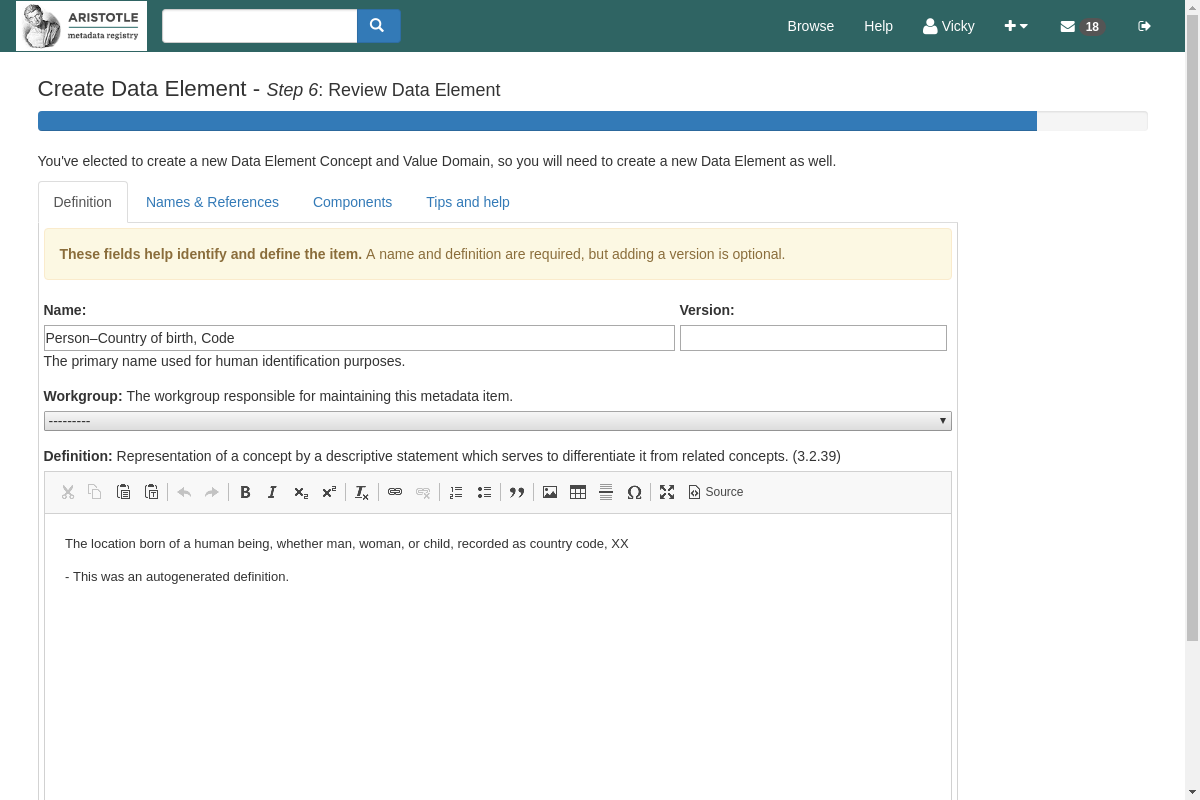 ARISTOTLE
metadata registry
Browse
Help
Vicky
18
Create Data Element - Step 6: Review Data Element
You've elected to create a new Data Element Concept and Value Domain, so you will need to create a new Data Element as well.
Definition
Names & References
Components
Tips and help
These fields help identify and define the item. A name and definition are required, but adding a version is optional.
Name:
Version:
Person–Country of birth, Code
The primary name used for human identification purposes.
Workgroup: The workgroup responsible for maintaining this metadata item.
---------
Definition: Representation of a concept by a descriptive statement which serves to differentiate it from related concepts. (3.2.39)
Source
The location born of a human being, whether man, woman, or child, recorded as country code, XX
- This was an autogenerated definition.